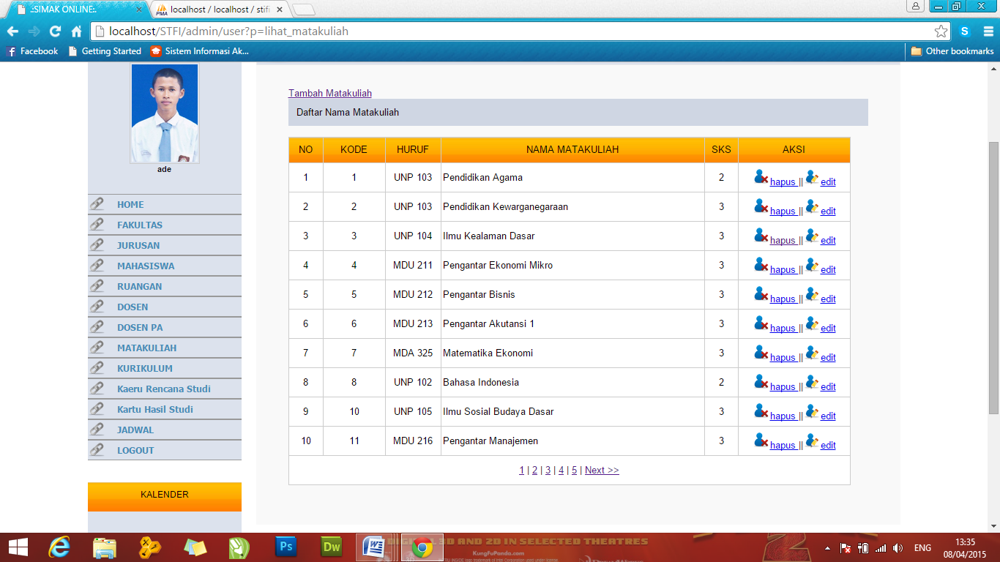 .:SIMAK ONLINE:.
localhost / localhost / stifi
localhost/STFI/admin/user?p=lihat_matakuliah
Facebook Getting Started Sistem Informasi Ak... Other bookmarks
ade
HOME
FAKULTAS
JURUSAN
MAHASISWA
RUANGAN
DOSEN
DOSEN PA
MATAKULIAH
KURIKULUM
Kaeru Rencana Studi
Kartu Hasil Studi
JADWAL
LOGOUT
KALENDER
Tambah Matakuliah
Daftar Nama Matakuliah
NO KODE HURUF NAMA MATAKULIAH SKS AKSI
1 1 UNP 103 Pendidikan Agama 2 hapus || edit
2 2 UNP 103 Pendidikan Kewarganegaraan 3 hapus || edit
3 3 UNP 104 Ilmu Kealaman Dasar 3 hapus || edit
4 4 MDU 211 Pengantar Ekonomi Mikro 3 hapus || edit
5 5 MDU 212 Pengantar Bisnis 3 hapus || edit
6 6 MDU 213 Pengantar Akutansi 1 3 hapus || edit
7 7 MDA 325 Matematika Ekonomi 3 hapus || edit
8 8 UNP 102 Bahasa Indonesia 2 hapus || edit
9 10 UNP 105 Ilmu Sosial Budaya Dasar 3 hapus || edit
10 11 MDU 216 Pengantar Manajemen 3 hapus || edit
1 | 2 | 3 | 4 | 5 | Next >>
3D AND 2D IN SELECTED THEATRES
KungFuPanda.com
ENG
13:35
08/04/2015